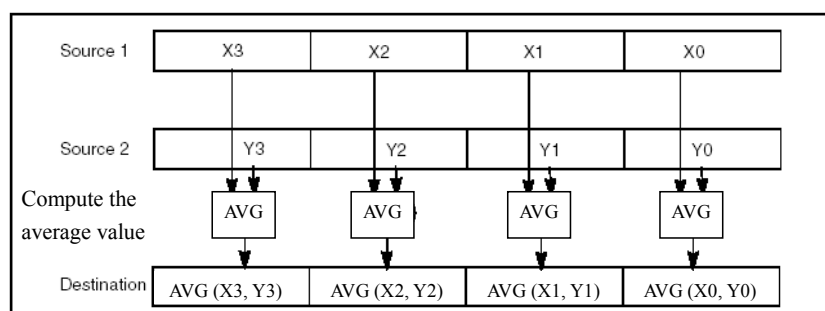 Source 1 X3 X2 X1 X0
Source 2 Y3 Y2 Y1 Y0
Compute the
average value
AVG AVG AVG AVG
Destination AVG (X3, Y3) AVG (X2, Y2) AVG (X1, Y1) AVG (X0, Y0)